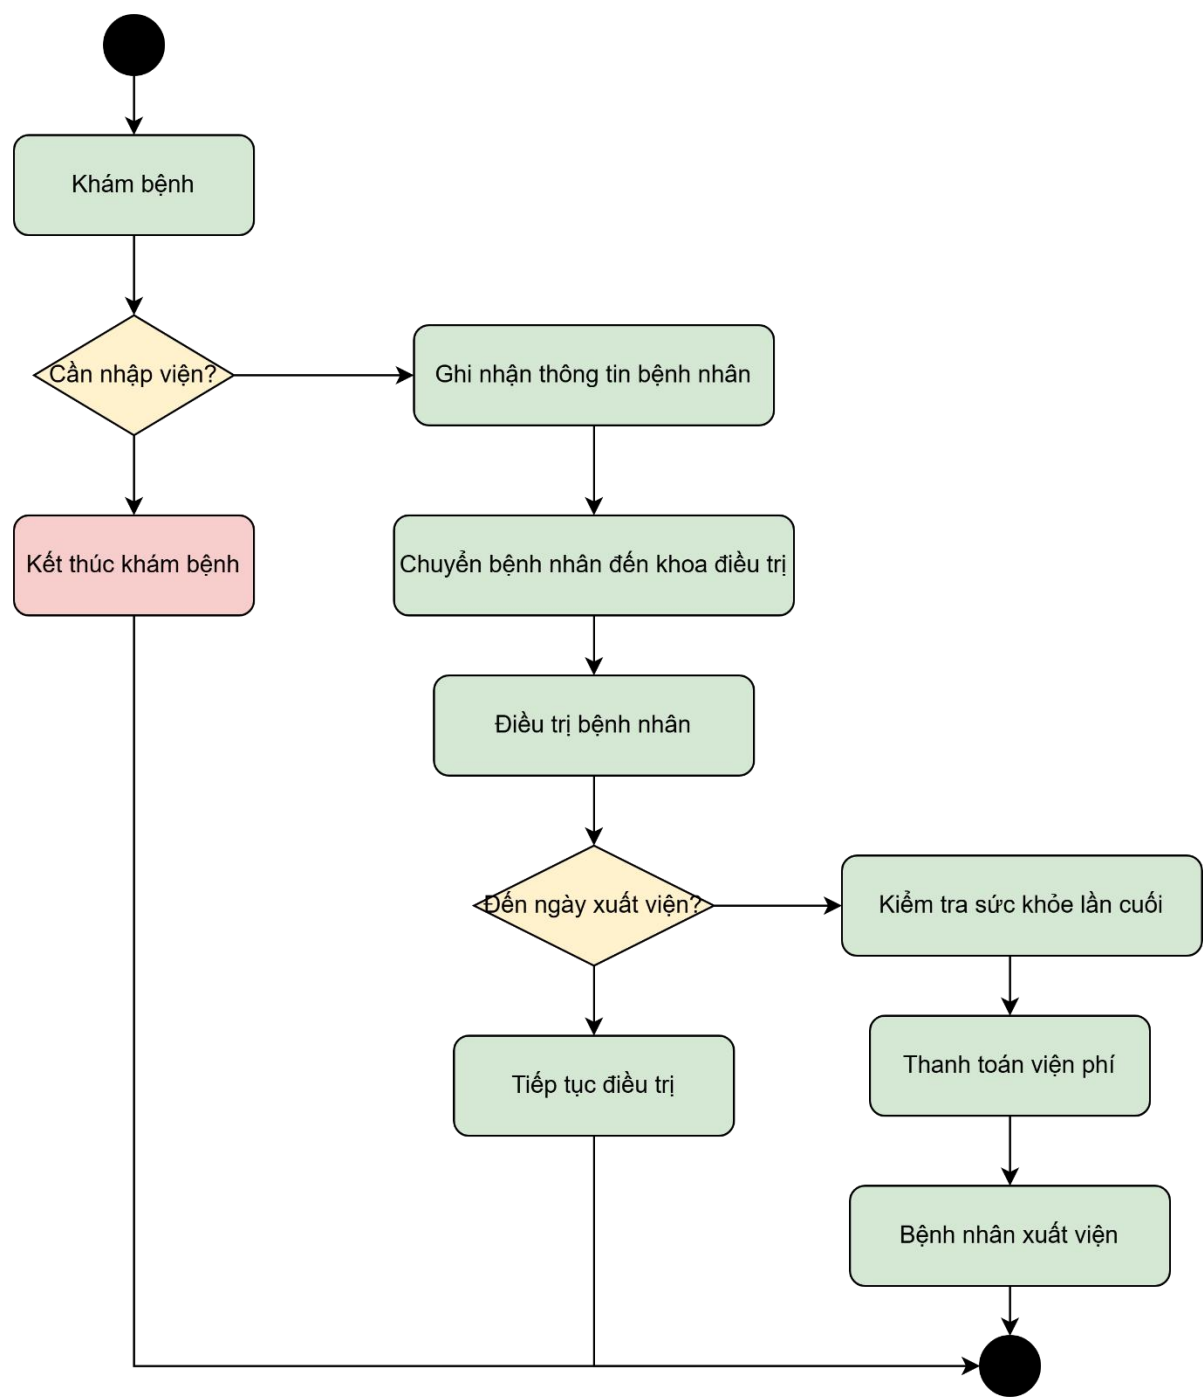 Khám bệnh
Cần nhập viện?
Ghi nhận thông tin bệnh nhân
Kết thúc khám bệnh
Chuyển bệnh nhân đến khoa điều trị
Điều trị bệnh nhân
Đến ngày xuất viện?
Kiểm tra sức khỏe lần cuối
Tiếp tục điều trị
Thanh toán viện phí
Bệnh nhân xuất viện